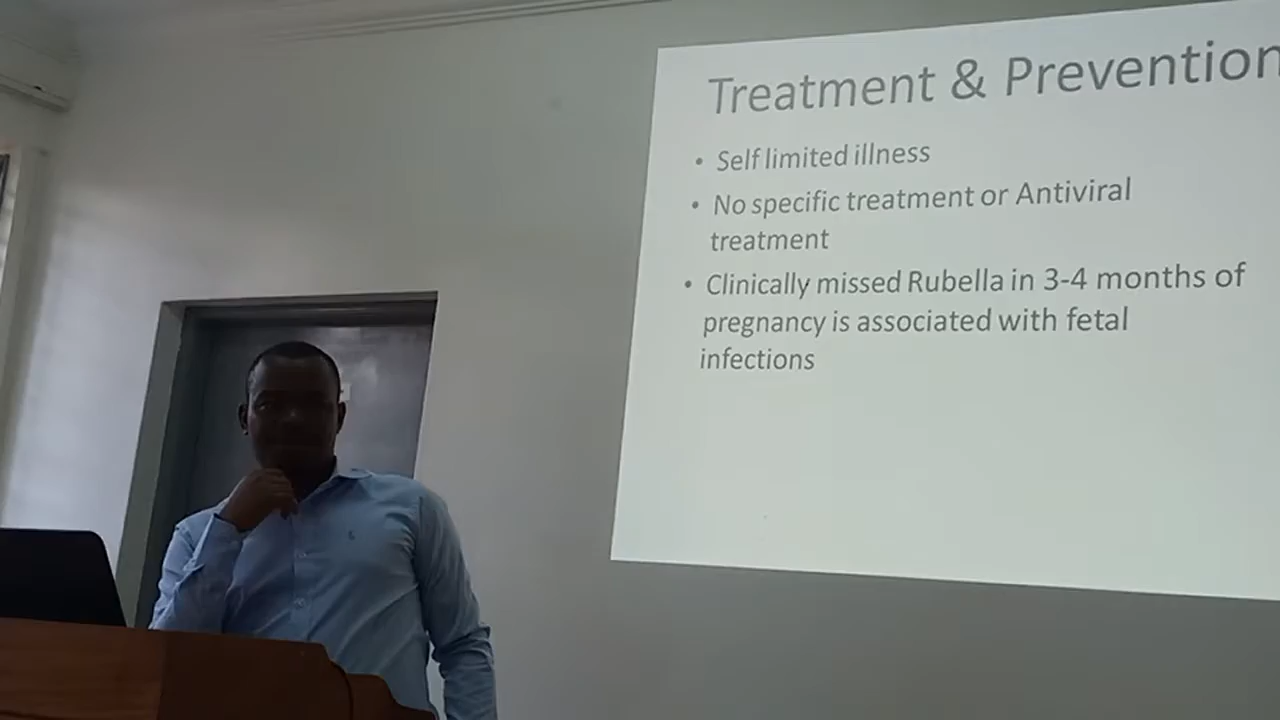 Treatment & Prevention
• Self limited illness
• No specific treatment or Antiviral
treatment
• Clinically missed Rubella in 3-4 months of
pregnancy is associated with fetal
infections